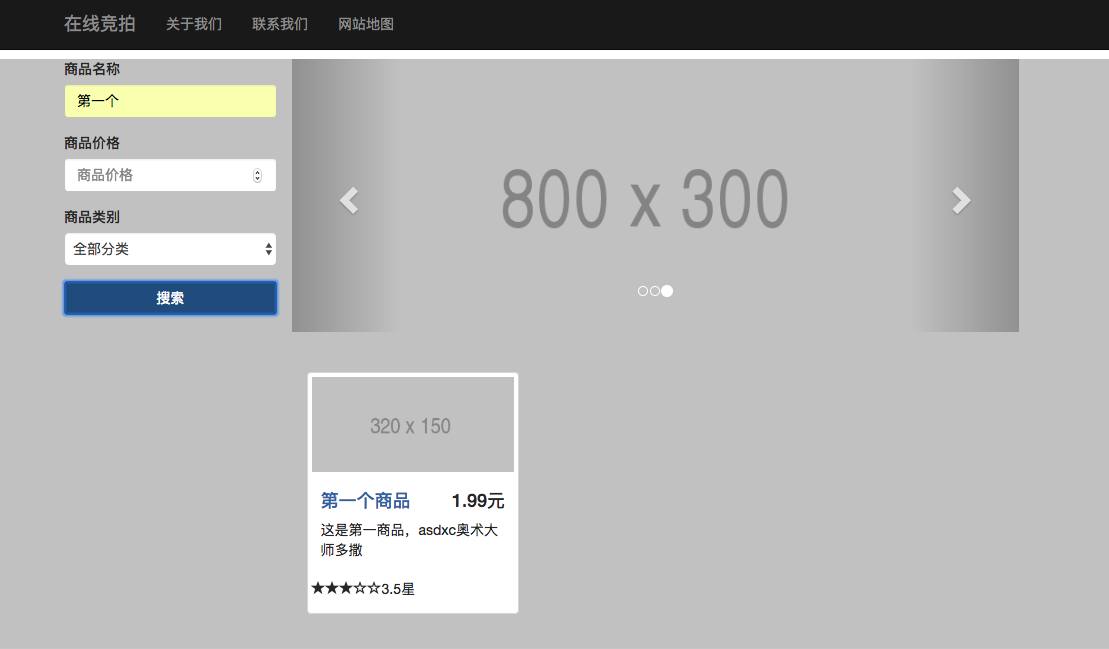 在线竞拍 关于我们 联系我们 网站地图
商品名称
第一个
商品价格
商品价格
商品类别
全部分类
搜索
800 x 300
320 x 150
第一个商品 1.99元
这是第一商品，asdxc奥术大
师多撒
★★★☆☆3.5星